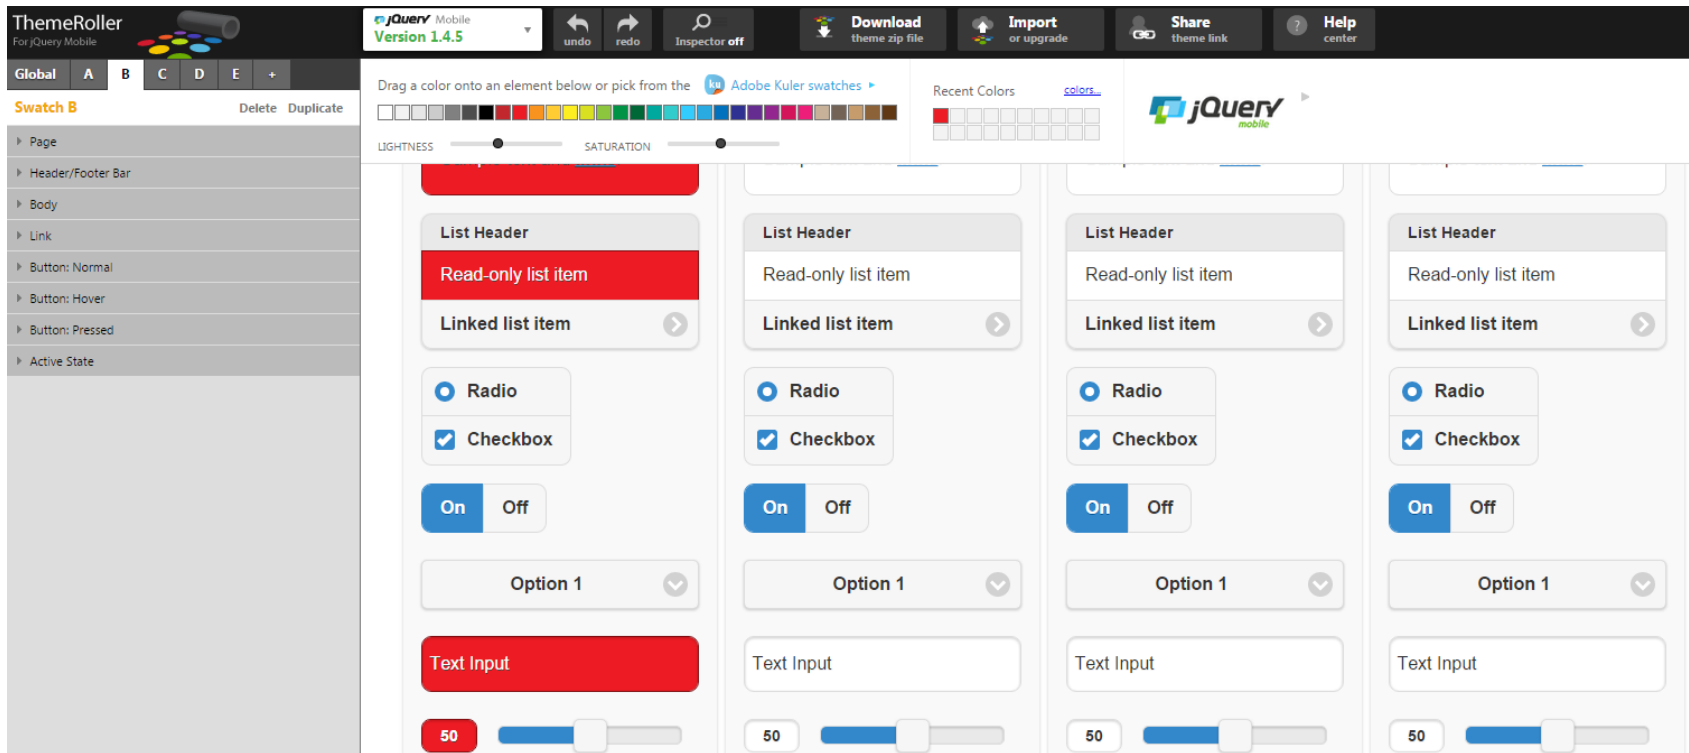 ThemeRoller
For jQuery Mobile
jQuery Mobile
Version 1.4.5
undo
redo
Inspector off
Download
theme zip file
Import
or upgrade
Share
theme link
?
Help
center
Global A B C D E +
Swatch B
Delete Duplicate
Page
Header/Footer Bar
Body
Link
Button: Normal
Button: Hover
Button: Pressed
Active State
Drag a color onto an element below or pick from the ku Adobe Kuler swatches
LIGHTNESS
SATURATION
Recent Colors
colors...
jQuery
mobile
List Header
Read-only list item
Linked list item
Radio
Checkbox
On Off
Option 1
Text Input
50
List Header
Read-only list item
Linked list item
Radio
Checkbox
On Off
Option 1
Text Input
50
List Header
Read-only list item
Linked list item
Radio
Checkbox
On Off
Option 1
Text Input
50
List Header
Read-only list item
Linked list item
Radio
Checkbox
On Off
Option 1
Text Input
50